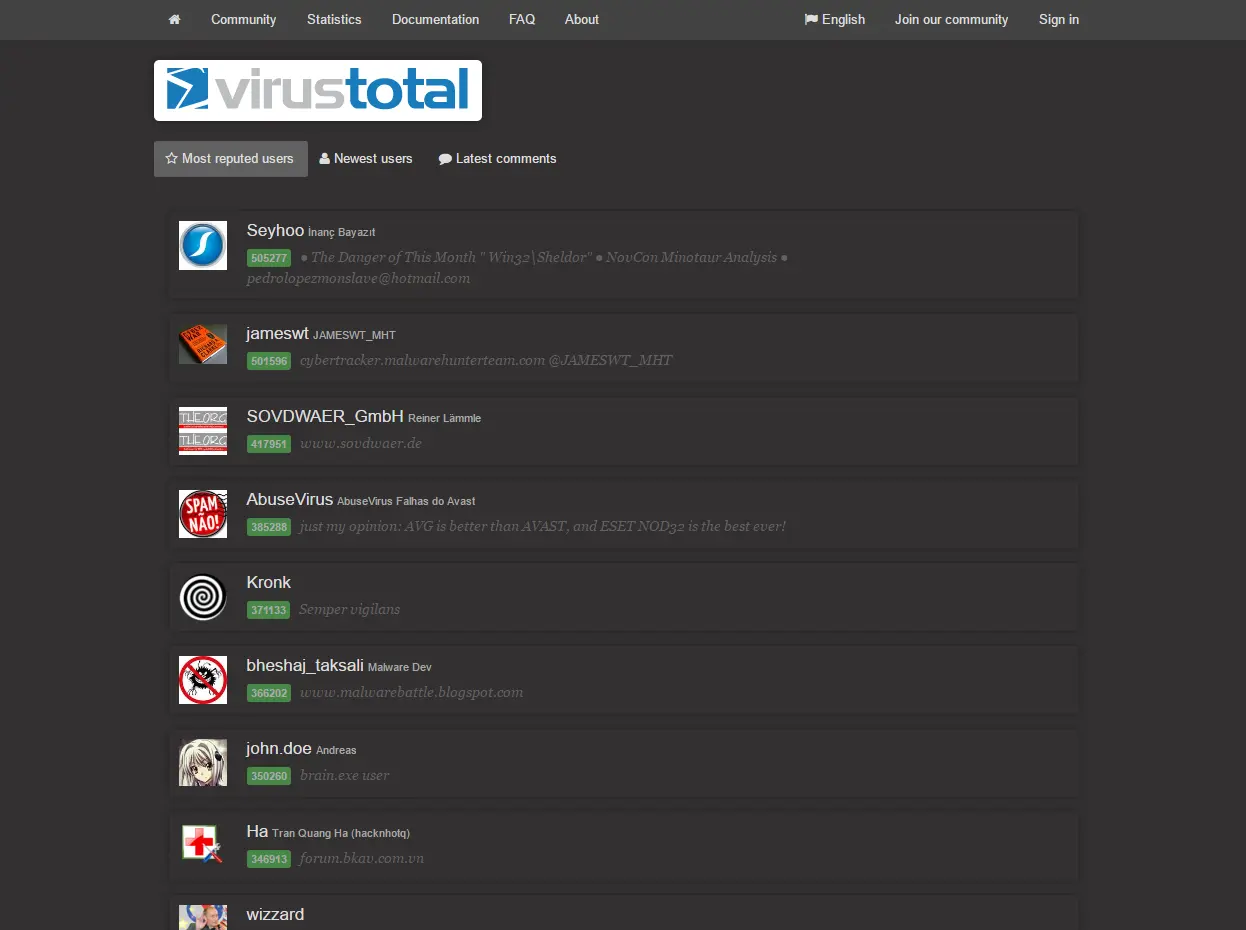 Community Statistics Documentation FAQ About English Join our community Sign in
virustotal
Most reputed users Newest users Latest comments
Seyhoo İnanç Bayazıt
505277 ● The Danger of This Month " Win32\Sheldor" ● NovCon Minotaur Analysis ●
pedrolopezmonslave@hotmail.com
jameswt JAMESWT_MHT
501596 cybertracker.malwarehunterteam.com @JAMESWT_MHT
SOVDWAER_GmbH Reiner Lämmle
THEORG
THEORG
417951 www.sovdwaer.de
AbuseVirus AbuseVirus Falhas do Avast
SPAM
NÃO!
385288 just my opinion: AVG is better than AVAST, and ESET NOD32 is the best ever!
Kronk
371133 Semper vigilans
bheshaj_taksali Malware Dev
366202 www.malwarebattle.blogspot.com
john.doe Andreas
350260 brain.exe user
Ha Tran Quang Ha (hacknhotq)
346913 forum.bkav.com.vn
wizzard